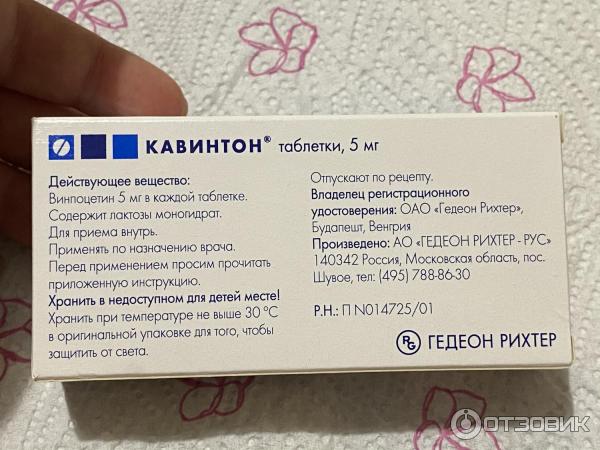 КАВИНТОН® таблетки, 5 мг
Действующее вещество:
Винпоцетин 5 мг в каждой таблетке.
Содержит лактозы моногидрат.
Для приема внутрь.
Применять по назначению врача.
Перед применением просим прочитать
приложенную инструкцию.
Хранить в недоступном для детей месте!
Хранить при температуре не выше 30 °C
в оригинальной упаковке для того, чтобы
защитить от света.
Отпускают по рецепту.
Владелец регистрационного
удостоверения: ОАО «Гедеон Рихтер»,
Будапешт, Венгрия
Произведено: АО «ГЕДЕОН РИХТЕР - РУС»
140342 Россия, Московская область, пос.
Шувое, тел: (495) 788-86-30
Р.Н.: П N014725/01
RG ГЕДЕОН РИХТЕР
ОТЗОВИК